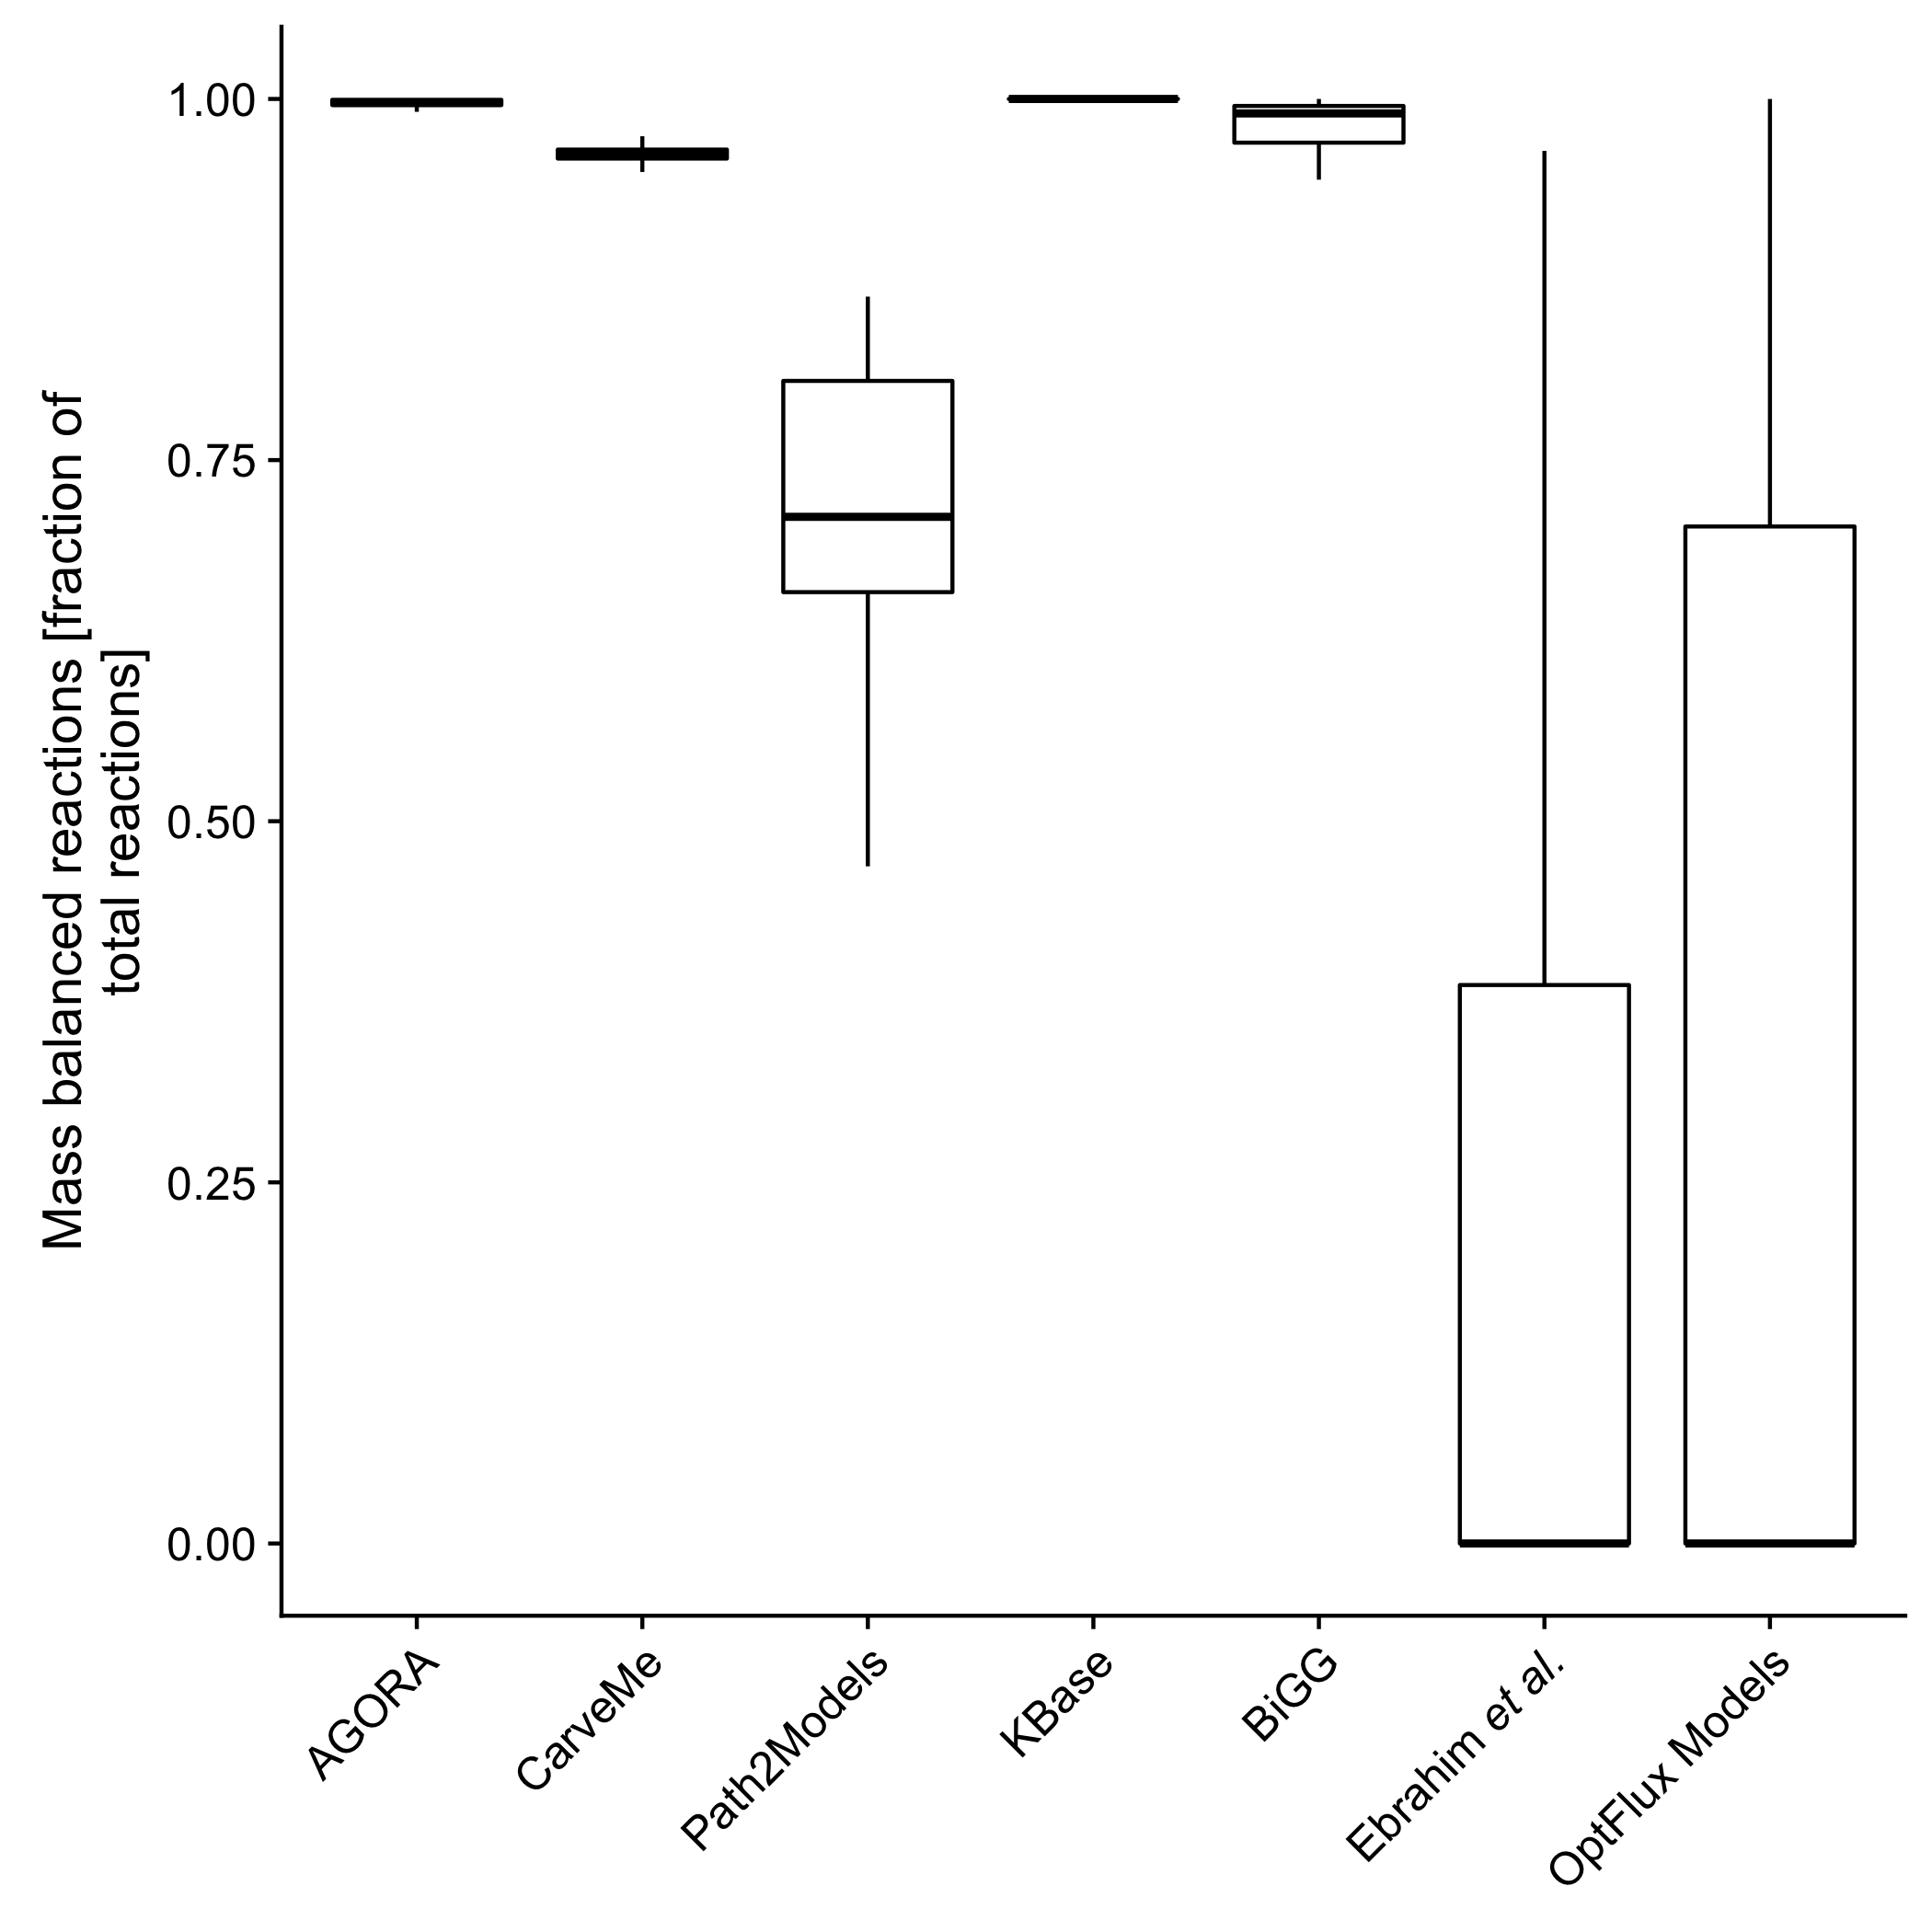 Mass balanced reactions [fraction of
total reactions]
1.00
0.75
0.50
0.25
0.00
AGORA
CarveMe
Path2Models
KBase
BiGG
Ebrahim et al.
OptFlux Models